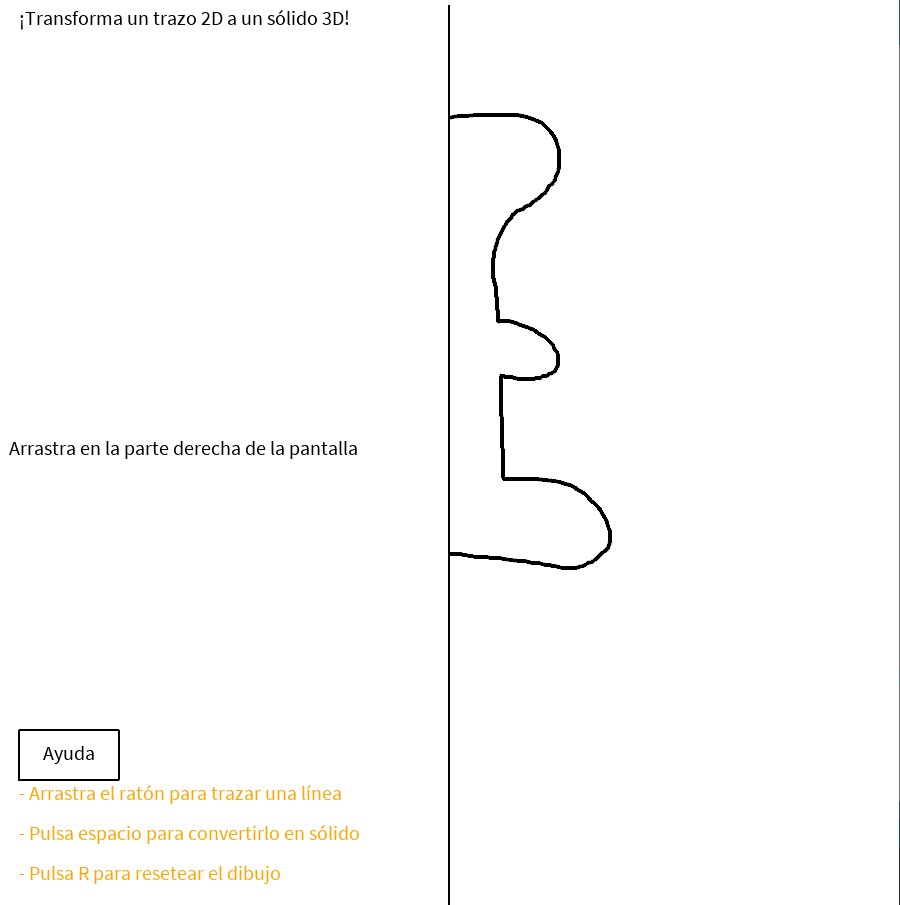 ¡Transforma un trazo 2D a un sólido 3D!
Arrastra en la parte derecha de la pantalla
Ayuda
- Arrastra el ratón para trazar una línea
- Pulsa espacio para convertirlo en sólido
- Pulsa R para resetear el dibujo